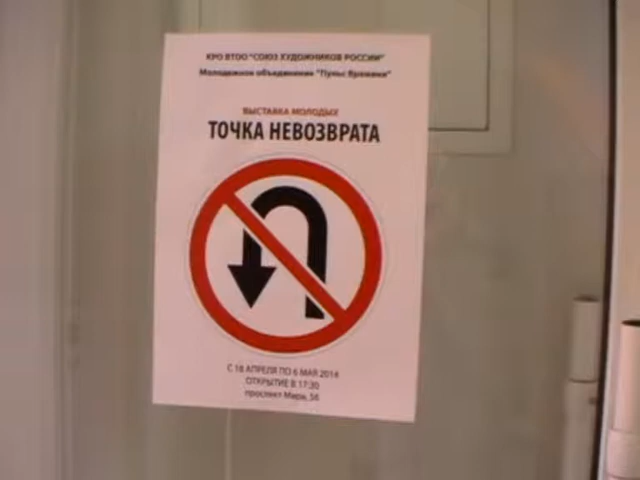 КРО ВТОО "СОЮЗ ХУДОЖНИКОВ РОССИИ"
Молодежное объединение "Пульс Времени"
ВЫСТАВКА МОЛОДЫХ
ТОЧКА НЕВОЗВРАТА
С 18 АПРЕЛЯ ПО 6 МАЯ 2014
ОТКРЫТИЕ В 17:30
проспект Мира, 56